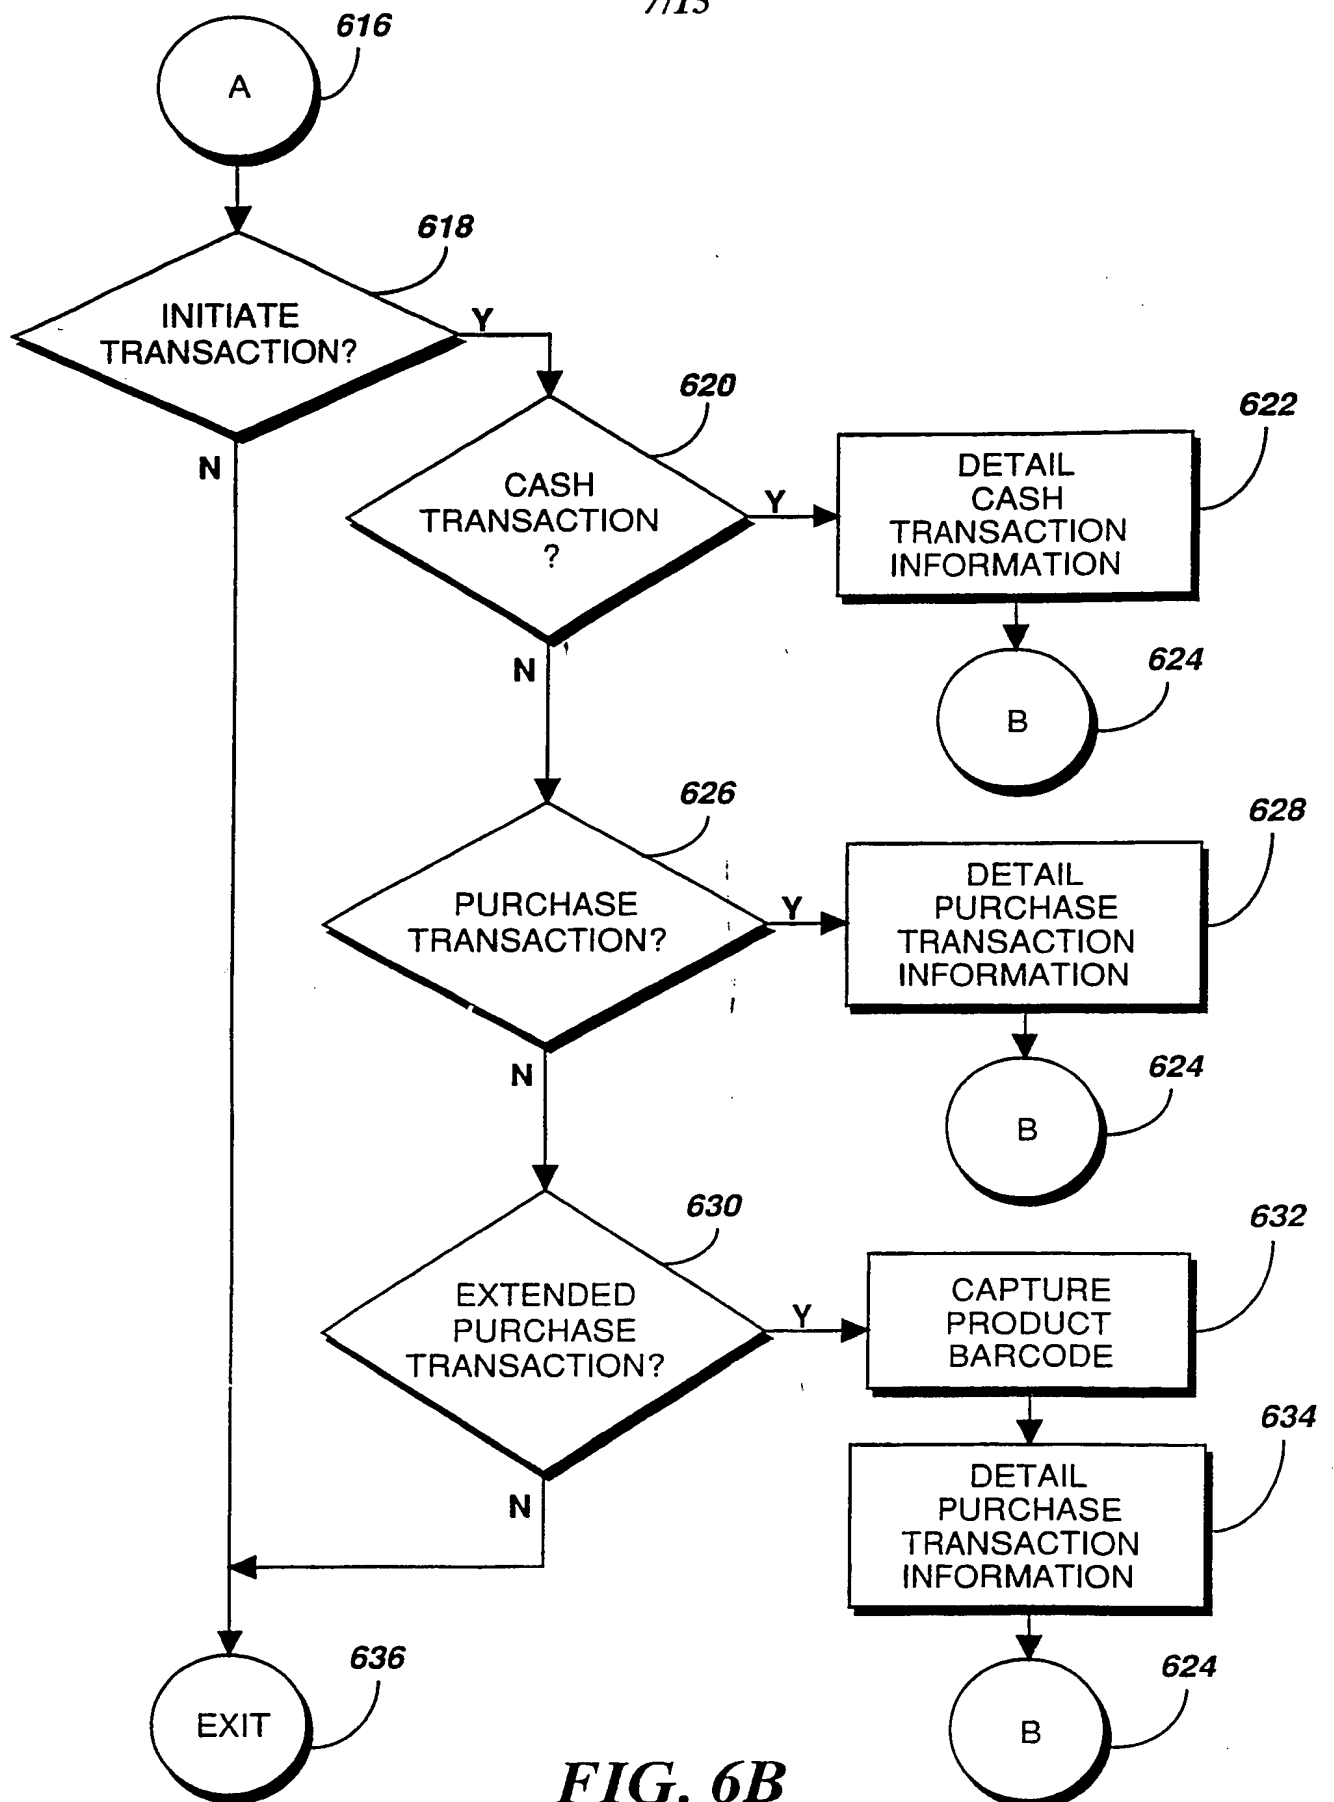 7/15
616
A
618
INITIATE
TRANSACTION?
Y
N
620
CASH
TRANSACTION
?
Y
N
622
DETAIL
CASH
TRANSACTION
INFORMATION
624
B
626
PURCHASE
TRANSACTION?
Y
N
628
DETAIL
PURCHASE
TRANSACTION
INFORMATION
624
B
630
EXTENDED
PURCHASE
TRANSACTION?
Y
N
632
CAPTURE
PRODUCT
BARCODE
634
DETAIL
PURCHASE
TRANSACTION
INFORMATION
636
EXIT
624
B
FIG. 6B